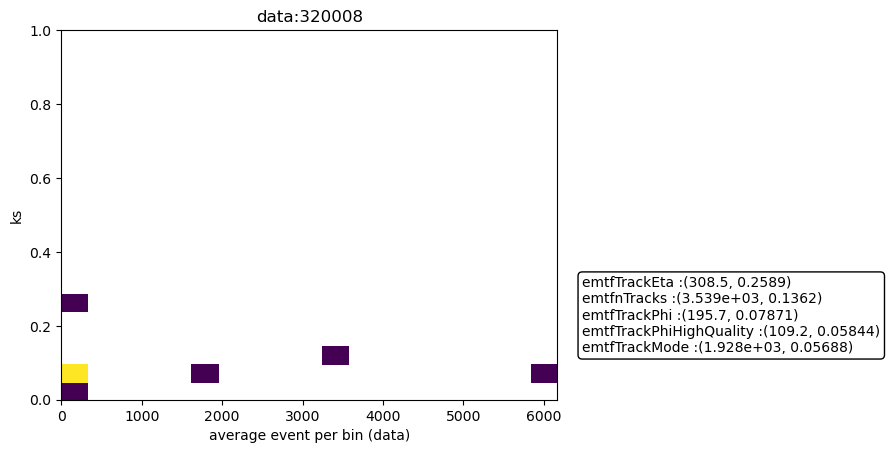 data:320008
1.0
0.8
0.6
0.4
0.2
0.0
ks
0 1000 2000 3000 4000 5000 6000
average event per bin (data)
emtfTrackEta :(308.5, 0.2589)
emtfnTracks :(3.539e+03, 0.1362)
emtfTrackPhi :(195.7, 0.07871)
emtfTrackPhiHighQuality :(109.2, 0.05844)
emtfTrackMode :(1.928e+03, 0.05688)